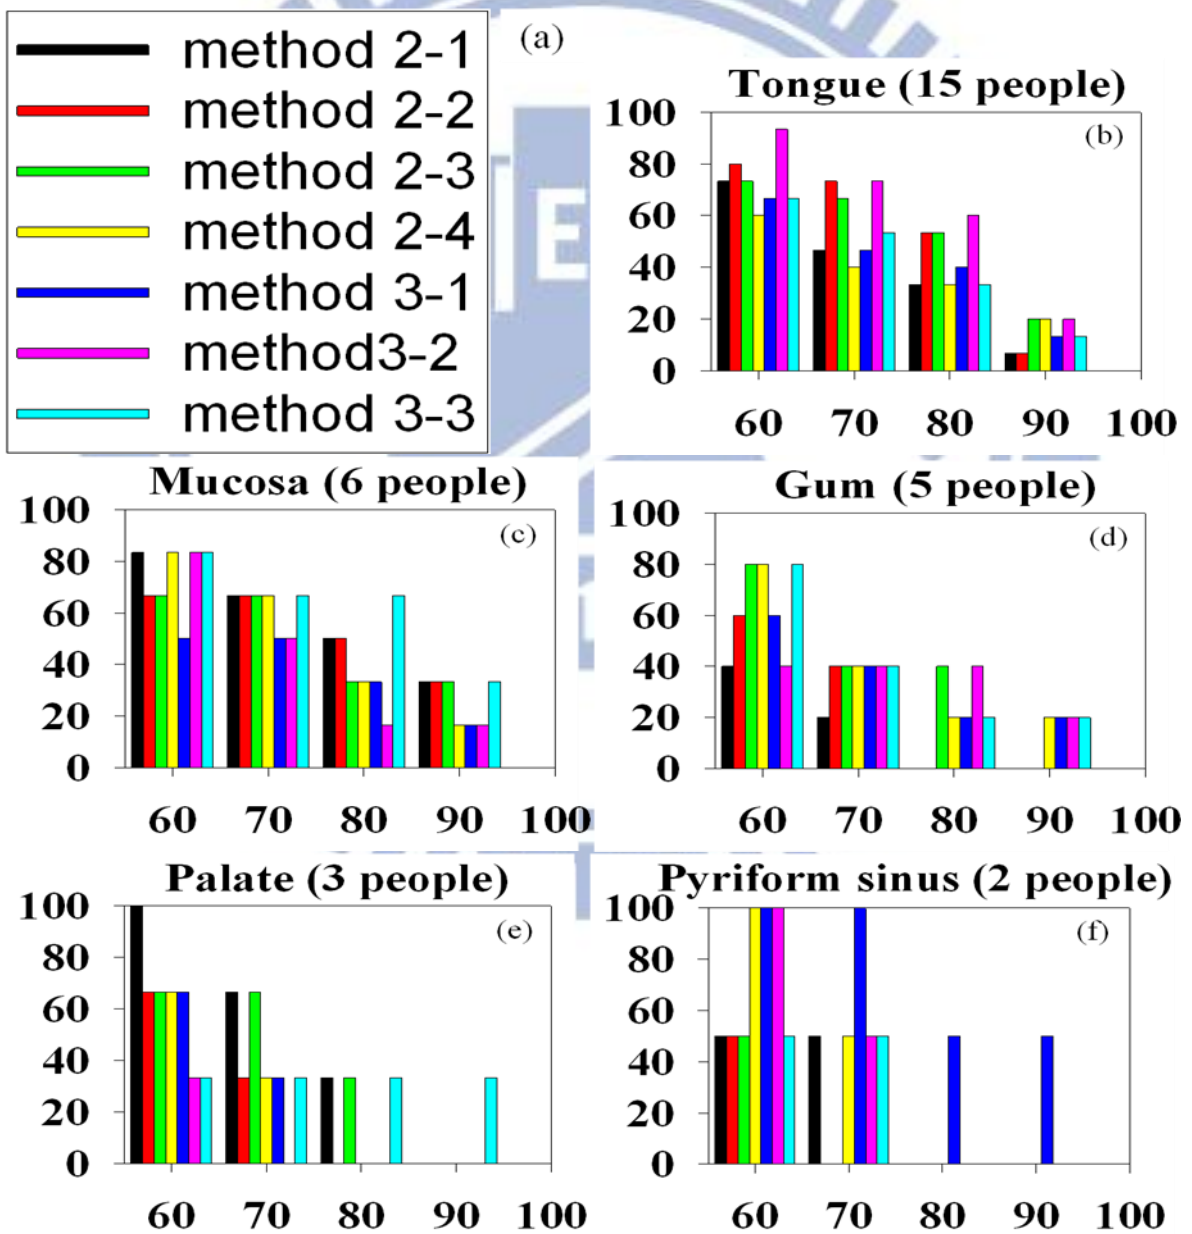 method 2-1
method 2-2
method 2-3
method 2-4
method 3-1
method3-2
method 3-3
(a)
Tongue (15 people)
(b)
100
80
60
40
20
0
60 70 80 90 100
Mucosa (6 people)
(c)
100
80
60
40
20
0
60 70 80 90 100
Gum (5 people)
(d)
100
80
60
40
20
0
60 70 80 90 100
Palate (3 people)
(e)
100
80
60
40
20
0
60 70 80 90 100
Pyriform sinus (2 people)
(f)
100
80
60
40
20
0
60 70 80 90 100